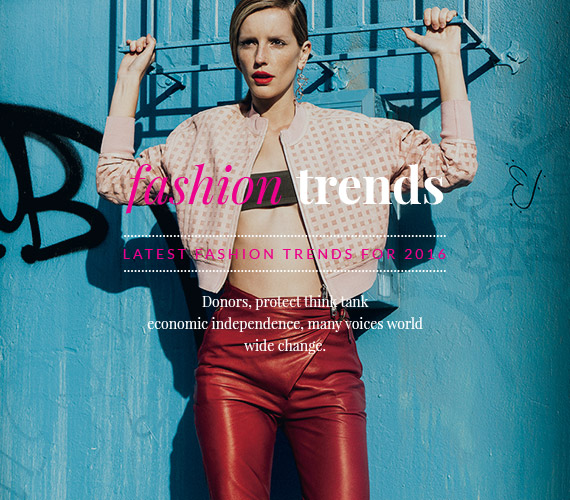 fashion trends
LATEST FASHION TRENDS FOR 2016
Donors, protect think tank
economic independence, many voices world
wide change.